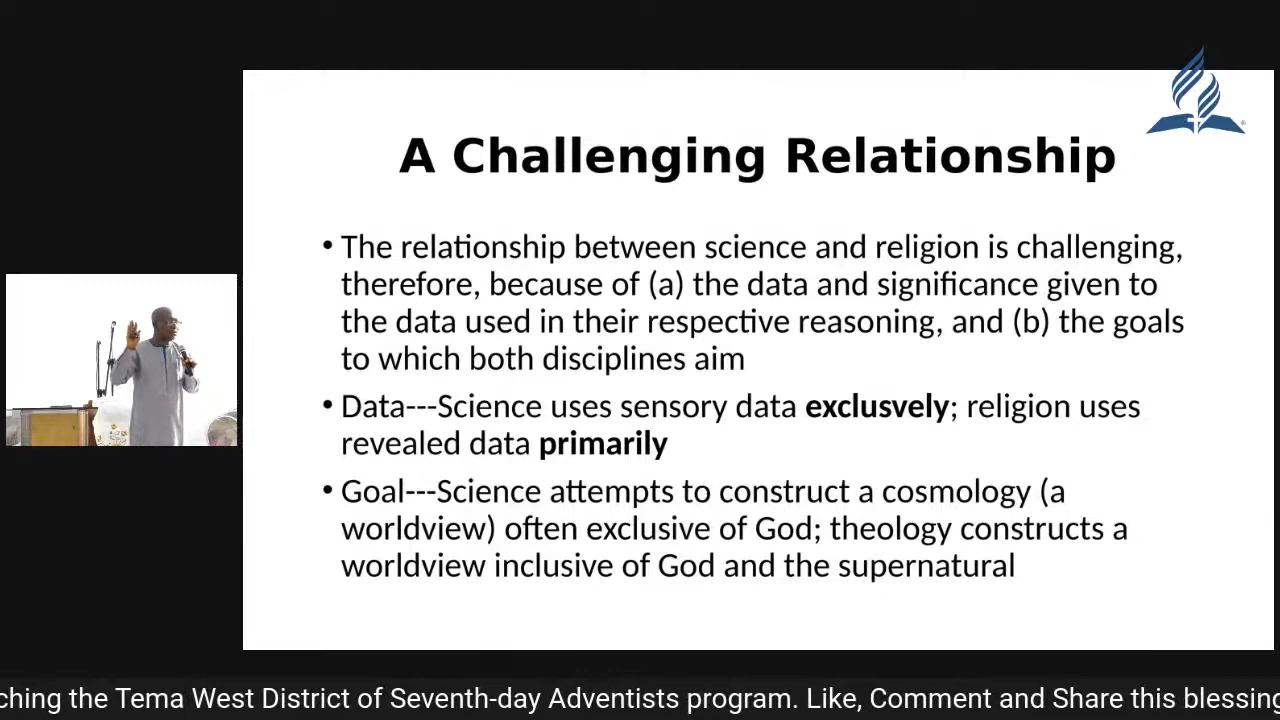 A Challenging Relationship
• The relationship between science and religion is challenging,
therefore, because of (a) the data and significance given to
the data used in their respective reasoning, and (b) the goals
to which both disciplines aim
• Data---Science uses sensory data exclusvely; religion uses
revealed data primarily
• Goal---Science attempts to construct a cosmology (a
worldview) often exclusive of God; theology constructs a
worldview inclusive of God and the supernatural
ching the Tema West District of Seventh-day Adventists program. Like, Comment and Share this blessing